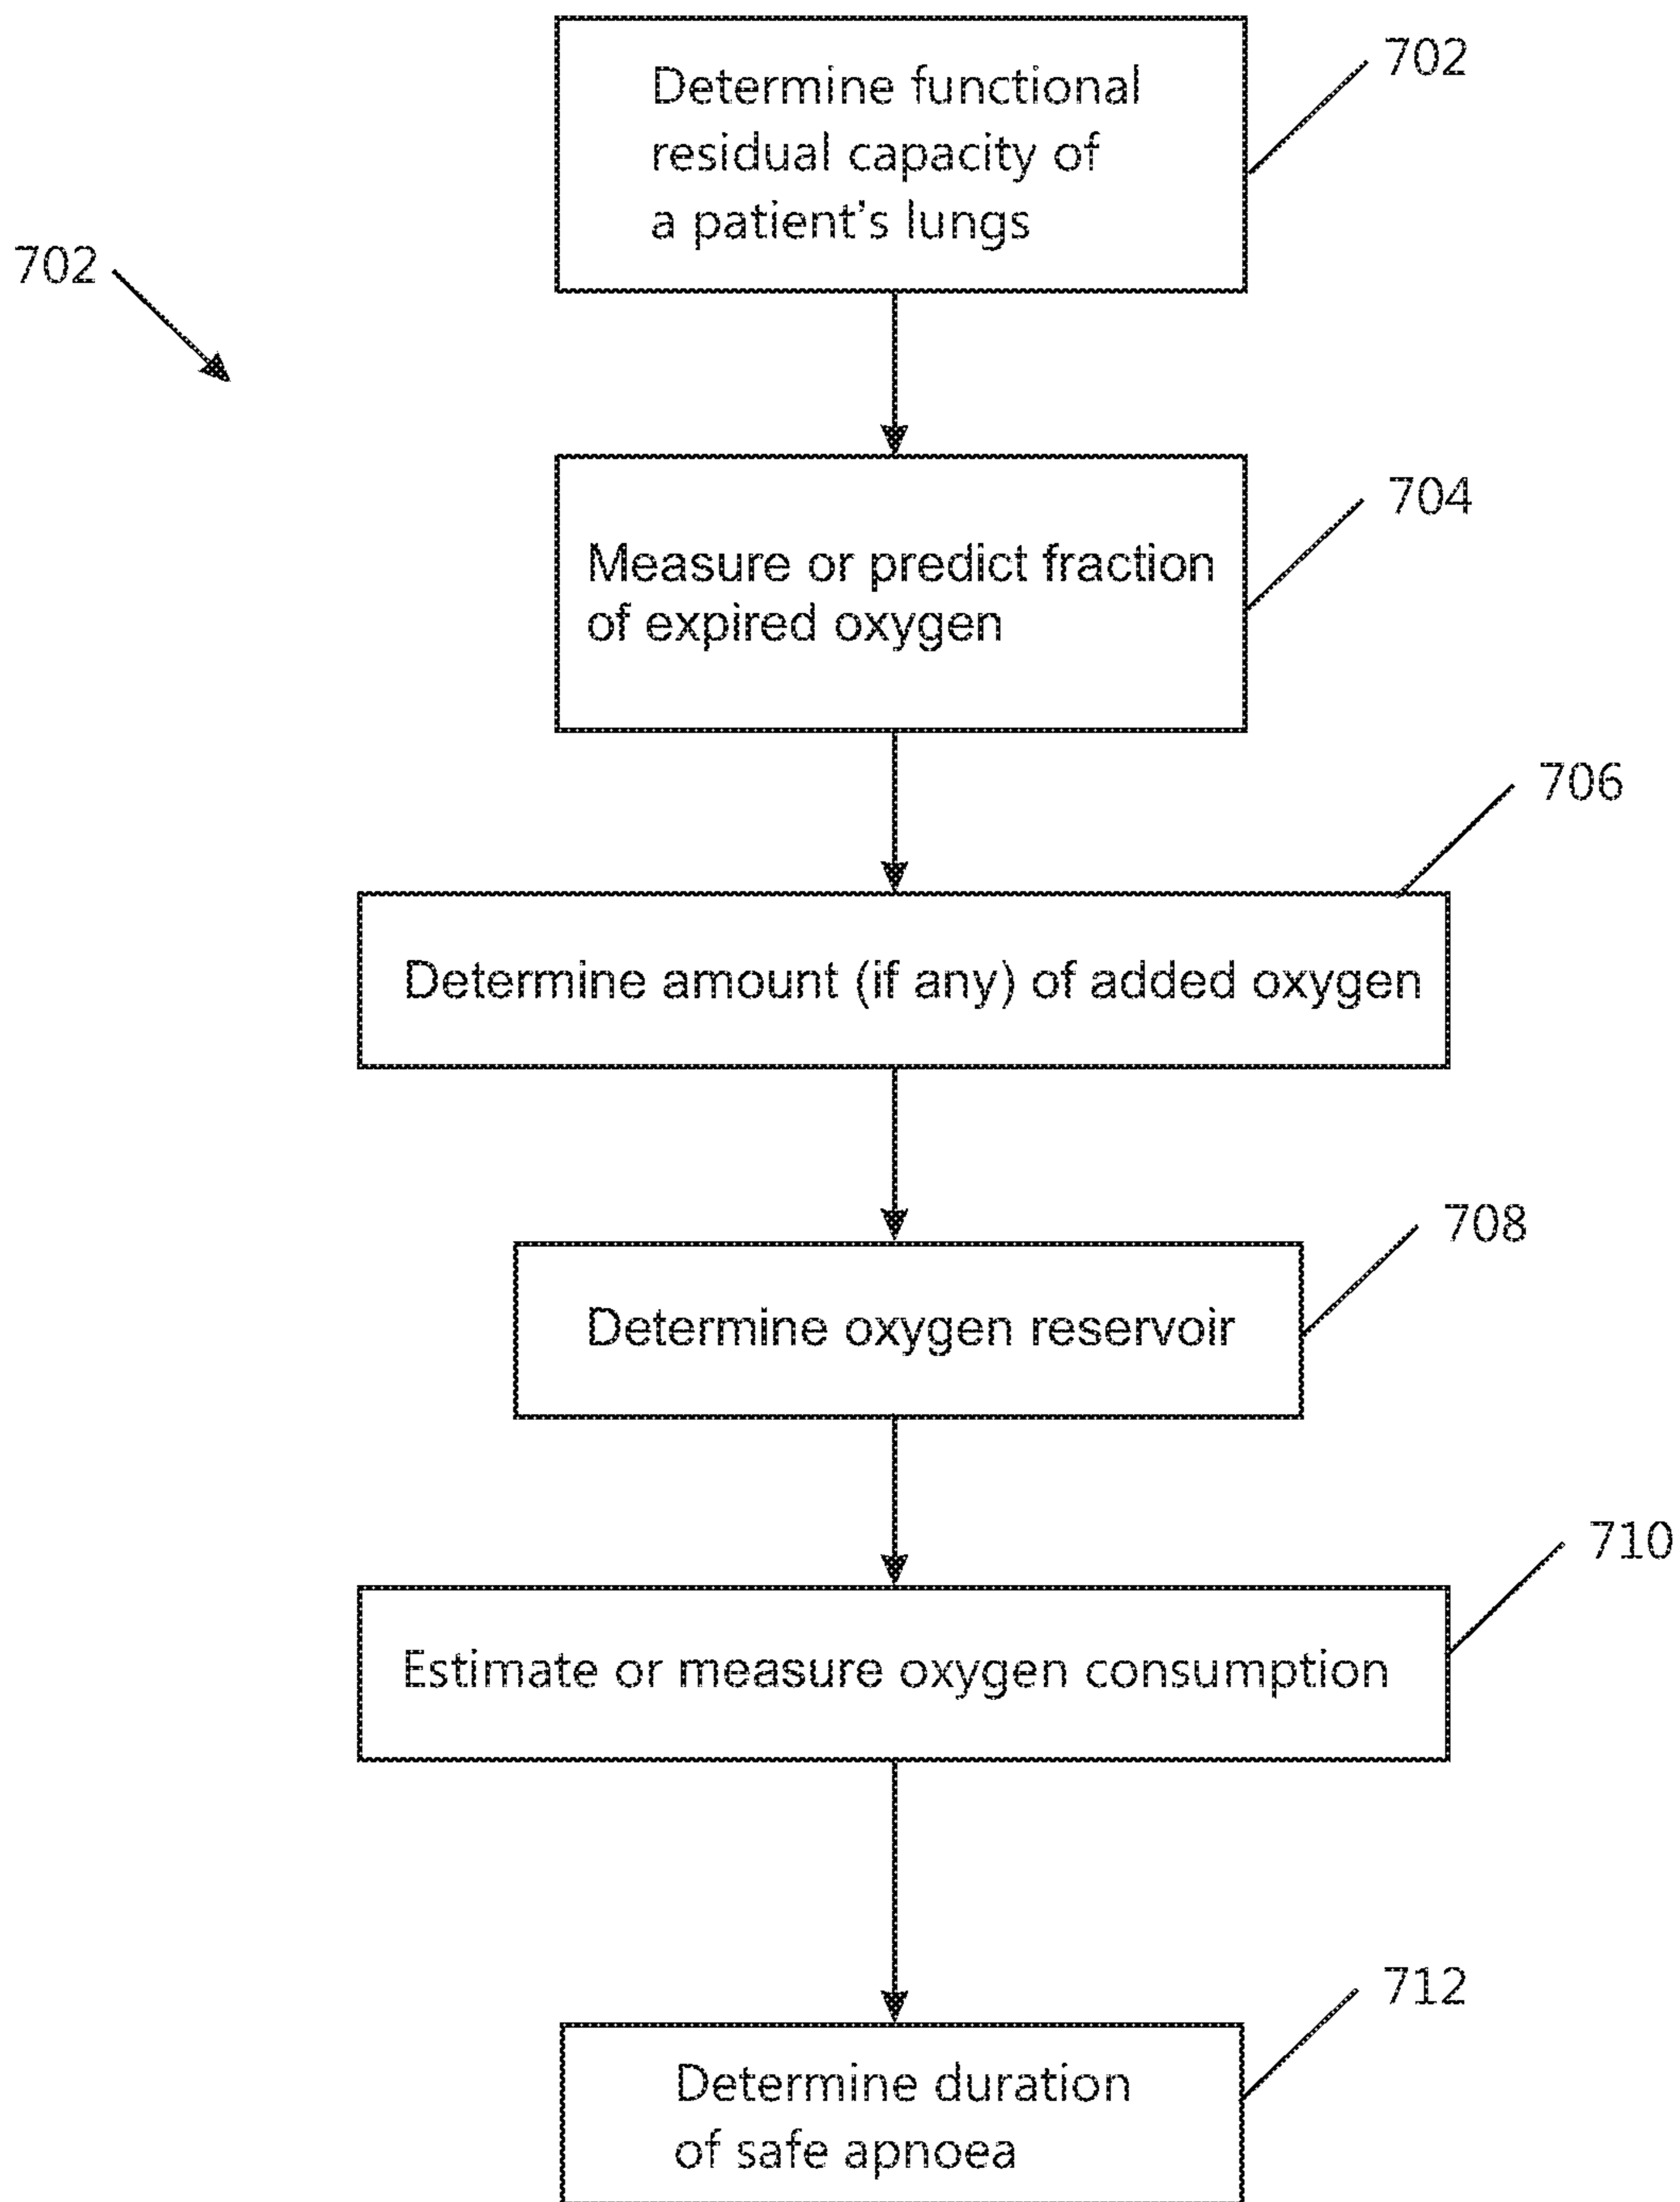 Determine functional
residual capacity of
a patient's lungs
702
702
Measure or predict fraction
of expired oxygen
704
706
Determine amount (if any) of added oxygen
708
Determine oxygen reservoir
710
Estimate or measure oxygen consumption
712
Determine duration
of safe apnoea